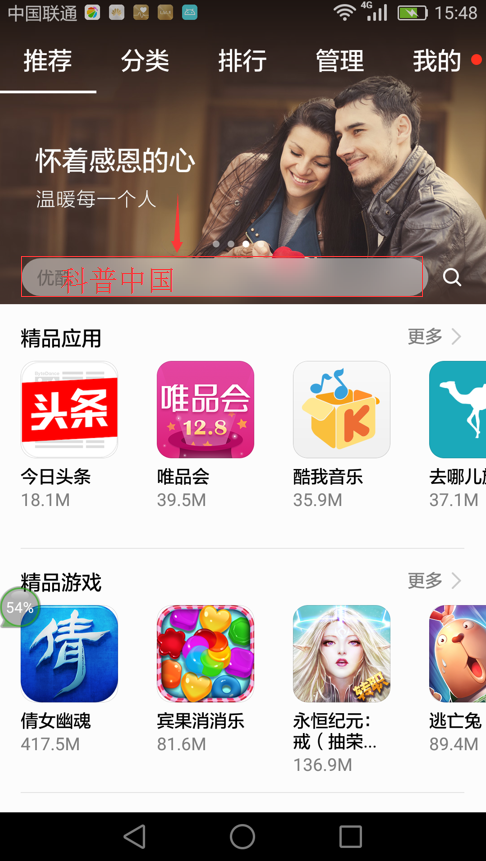 中国联通 4G 15:48
推荐 分类 排行 管理 我的
怀着感恩的心
温暖每一个人
优酷
科普中国
精品应用 更多
头条
唯品会
12.8
K
今日头条 唯品会 酷我音乐 去哪儿旅
18.1M 39.5M 35.9M 37.1M
精品游戏 更多
54%
倩
转职
倩女幽魂 宾果消消乐 永恒纪元: 逃亡兔
戒（抽荣...
417.5M 81.6M 136.9M 89.4M